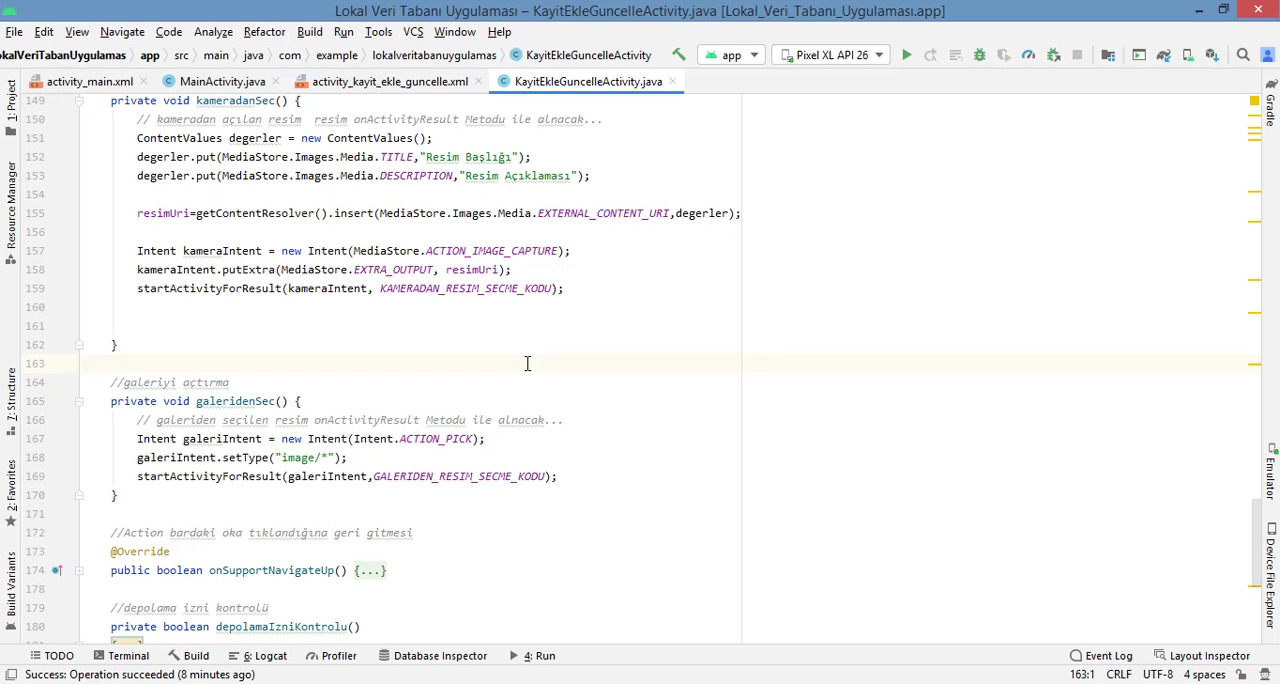 Lokal Veri Tabanı Uygulaması – KayitEkleGuncelleActivity.java [Lokal_Veri_Tabanı_Uygulaması.app]
File Edit View Navigate Code Analyze Refactor Build Run Tools VCS Window Help
okalVeriTabanUygulamas app src main java com example lokalveritabanuygulamas KayitEkleGuncelleActivity app Pixel XL API 26
activity_main.xml MainActivity.java activity_kayit_ekle_guncelle.xml KayitEkleGuncelleActivity.java
1: Project
Resource Manager
7: Structure
2: Favorites
Build Variants
149 private void kameradanSec() {
150 // kameradan açılan resim  resim onActivityResult Metodu ile alnacak...
151 ContentValues degerler = new ContentValues();
152 degerler.put(MediaStore.Images.Media.TITLE,"Resim Başlığı");
153 degerler.put(MediaStore.Images.Media.DESCRIPTION,"Resim Açıklaması");
154
155 resimUri=getContentResolver().insert(MediaStore.Images.Media.EXTERNAL_CONTENT_URI,degerler);
156
157 Intent kameraIntent = new Intent(MediaStore.ACTION_IMAGE_CAPTURE);
158 kameraIntent.putExtra(MediaStore.EXTRA_OUTPUT, resimUri);
159 startActivityForResult(kameraIntent, KAMERADAN_RESIM_SECME_KODU);
160
161
162 }
163
164 //galeriyi açtırma
165 private void galeridenSec() {
166 // galeriden seçilen resim onActivityResult Metodu ile alnacak...
167 Intent galeriIntent = new Intent(Intent.ACTION_PICK);
168 galeriIntent.setType("image/*");
169 startActivityForResult(galeriIntent,GALERIDEN_RESIM_SECME_KODU);
170 }
171
172 //Action bardaki oka tıklandığına geri gitmesi
173 @Override
174 public boolean onSupportNavigateUp() {...}
178
179 //depolama izni kontrolü
180 private boolean depolamaIzniKontrolu()
Gradle
Emulator
Device File Explorer
TODO Terminal Build 6: Logcat Profiler Database Inspector 4: Run Event Log Layout Inspector
Success: Operation succeeded (8 minutes ago) 163:1 CRLF UTF-8 4 spaces